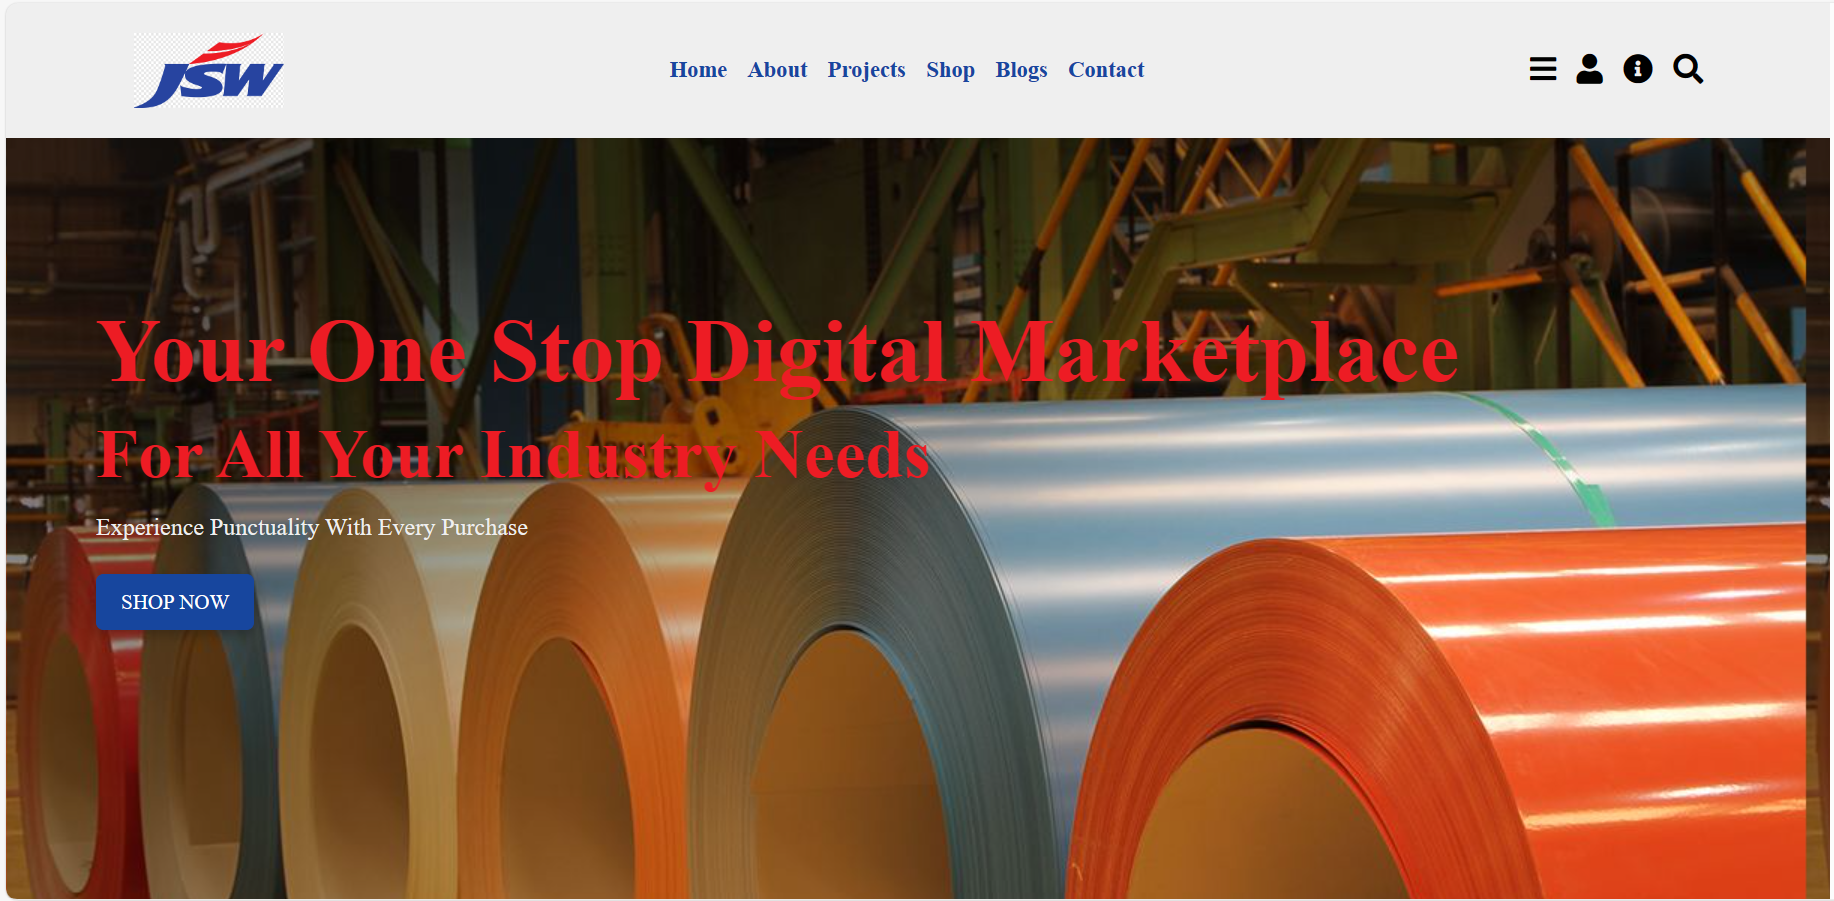 JSW
Home About Projects Shop Blogs Contact
Your One Stop Digital Marketplace
For All Your Industry Needs
Experience Punctuality With Every Purchase
SHOP NOW